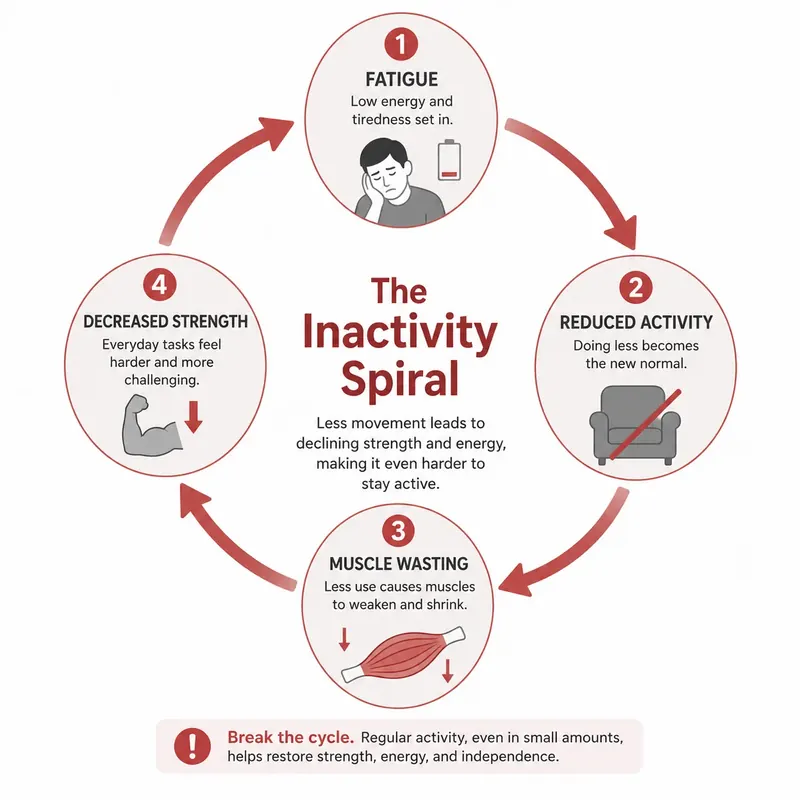 1
FATIGUE
Low energy and
tiredness set in.
2
REDUCED ACTIVITY
Doing less becomes
the new normal.
3
MUSCLE WASTING
Less use causes muscles
to weaken and shrink.
4
DECREASED STRENGTH
Everyday tasks feel
harder and more
challenging.
The
Inactivity
Spiral
Less movement leads to
declining strength and energy,
making it even harder to
stay active.
!
Break the cycle. Regular activity, even in small amounts,
helps restore strength, energy, and independence.